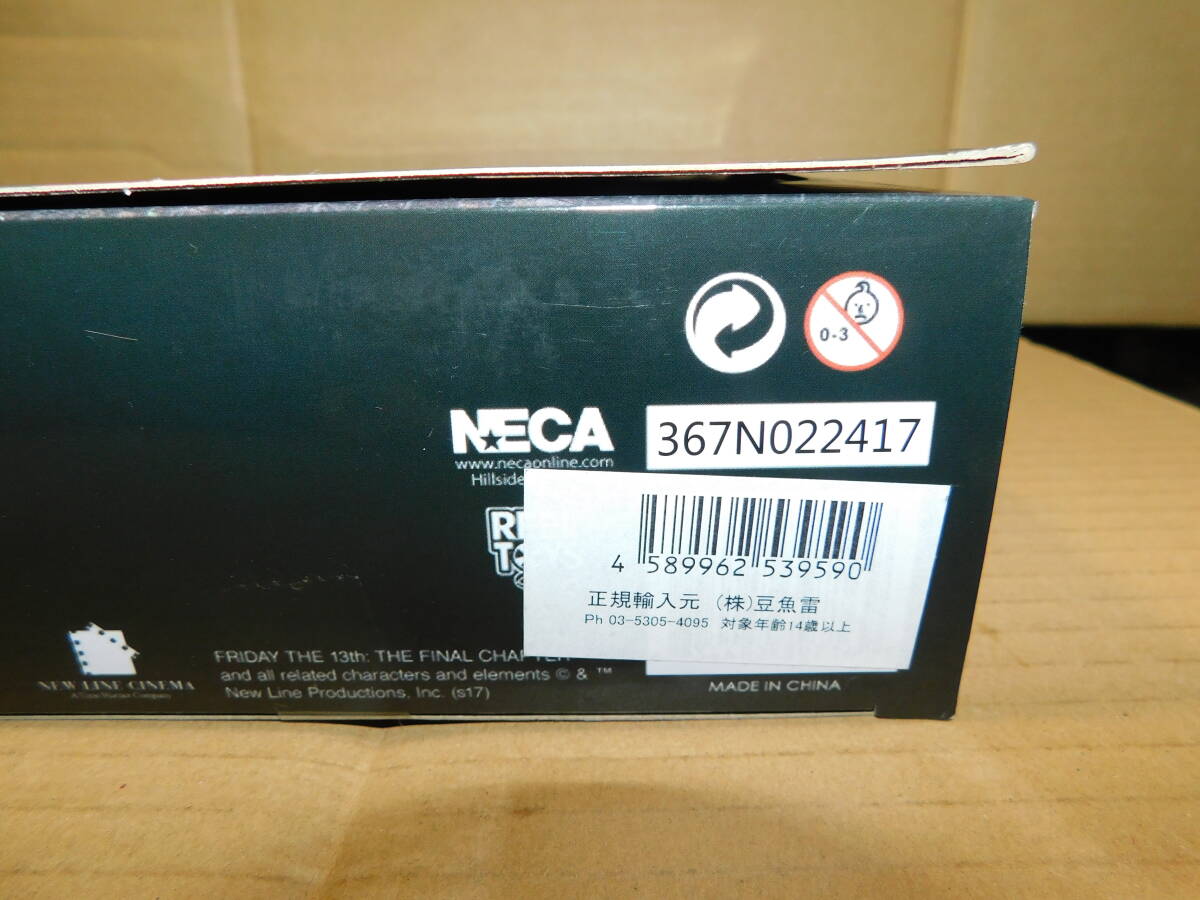 0-3
NECA
367N022417
www.necaonline.com
Hillside
4 589962 539590
正規輸入元 (株)豆魚雷
Ph 03-5305-4095 対象年齢14歳以上
FRIDAY THE 13th: THE FINAL CHAPTER
and all related characters and elements © & ™
New Line Productions, Inc. (s17)
NEW LINE CINEMA
A Time Warner Company
MADE IN CHINA